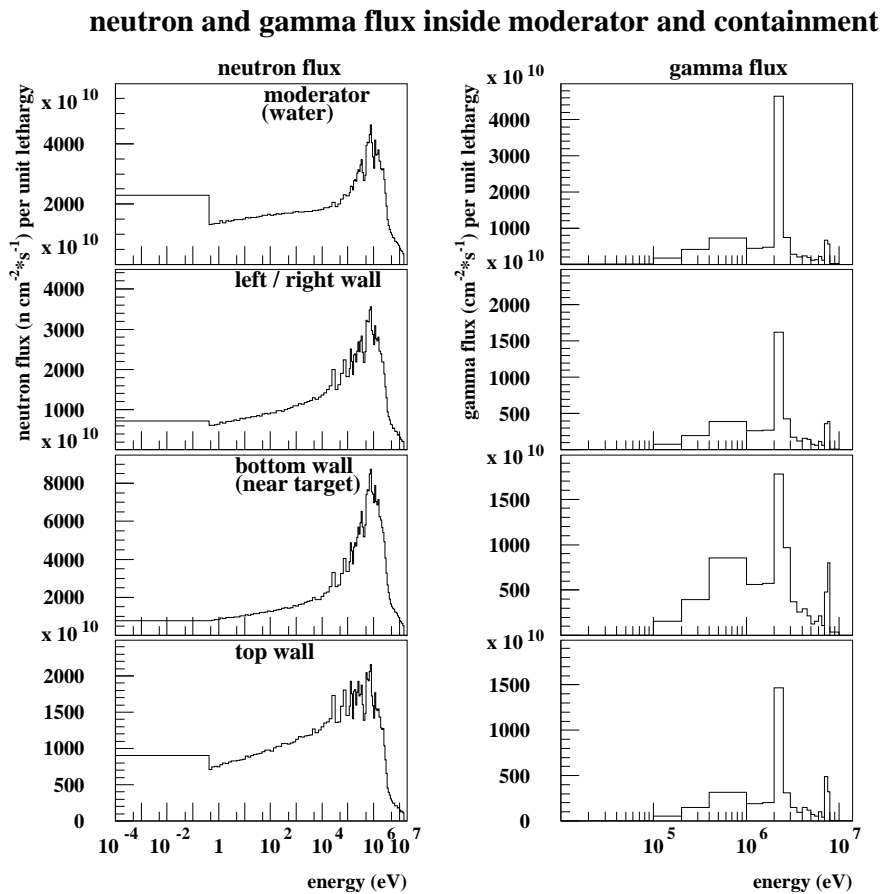 neutron and gamma flux inside moderator and containment
neutron flux
x 10 10
moderator
(water)
4000
2000
x 10 10
left / right wall
4000
3000
2000
1000
x 10 10
bottom wall
(near target)
8000
6000
4000
2000
x 10 10
top wall
2000
1500
1000
500
0
10 -4
10 -2
1
10 2
10 4
10 6
10 7
energy (eV)
neutron flux (n cm-2*s-1) per unit lethargy
gamma flux
x 10 10
4000
3000
2000
1000
x 10 10
2000
1500
1000
500
x 10 10
1500
1000
500
x 10 10
1500
1000
500
0
10 5
10 6
10 7
energy (eV)
gamma flux (cm-2*s-1) per unit lethargy